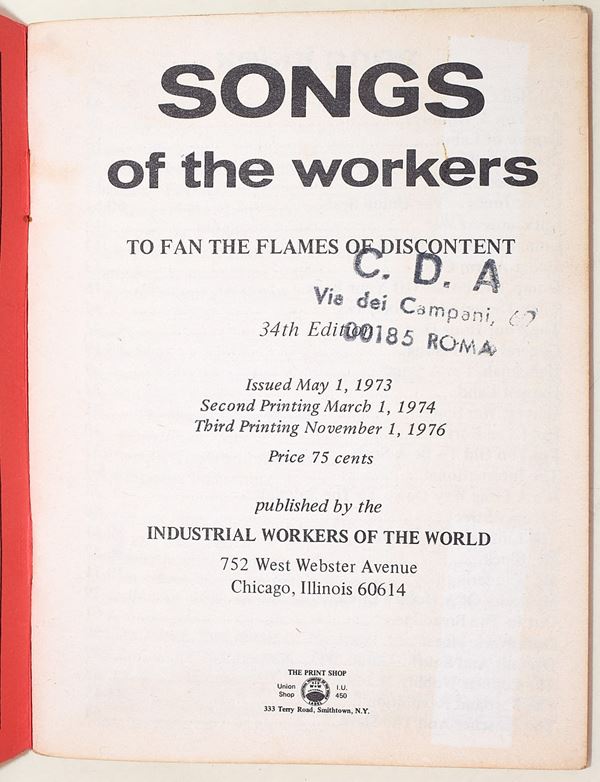 SONGS
of the workers
TO FAN THE FLAMES OF DISCONTENT
C. D. A
Via dei Campani,
00185 ROMA
34th Edition
Issued May 1, 1973
Second Printing March 1, 1974
Third Printing November 1, 1976
Price 75 cents
published by the
INDUSTRIAL WORKERS OF THE WORLD
752 West Webster Avenue
Chicago, Illinois 60614
THE PRINT SHOP
Union Shop
I.U. 450
333 Terry Road, Smithtown, N.Y.